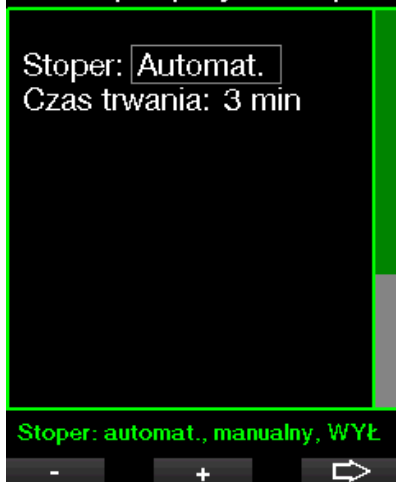 Stoper: Automat.
Czas trwania: 3 min
Stoper: automat., manualny, WYŁ
- + ⇨